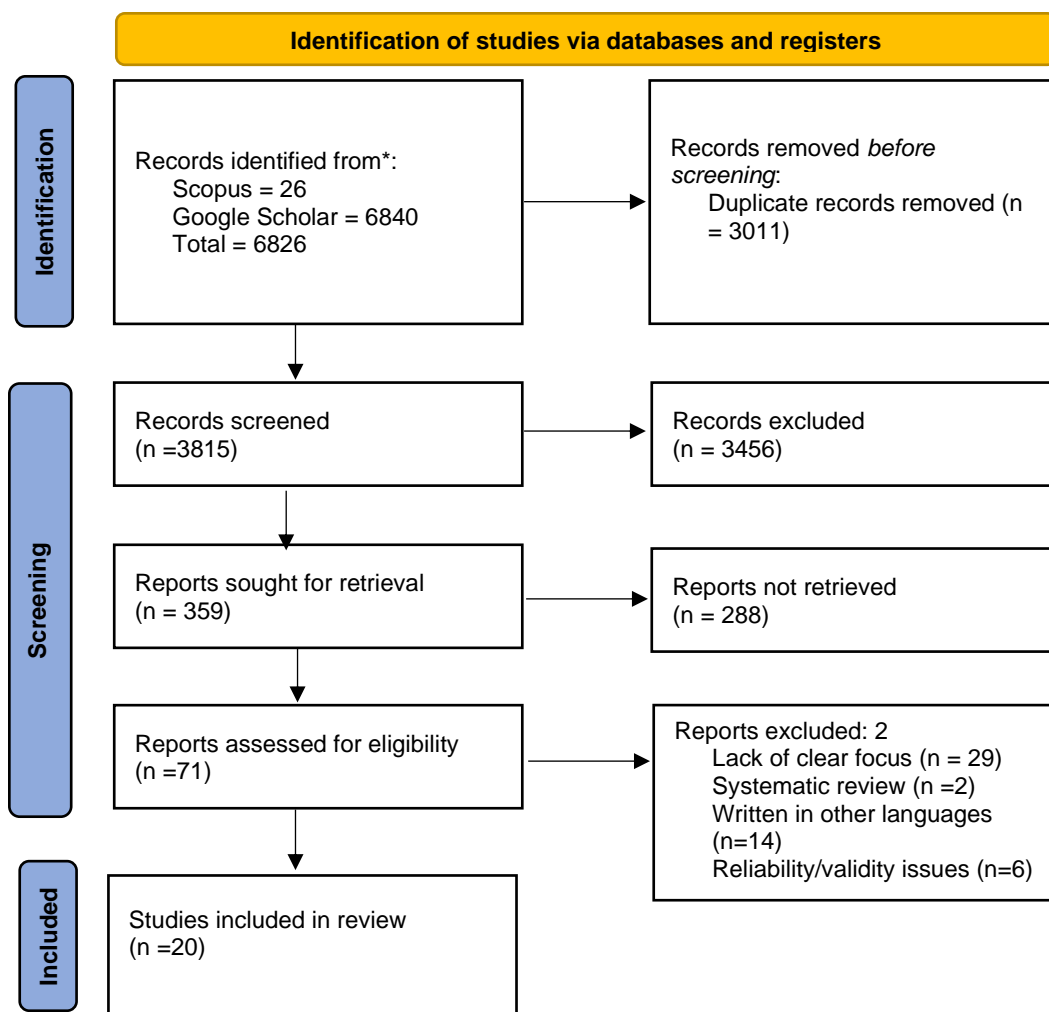 Identification of studies via databases and registers
Identification
Records identified from*:
Scopus = 26
Google Scholar = 6840
Total = 6826
Records removed before
screening:
Duplicate records removed (n
= 3011)
Screening
Records screened
(n =3815)
Records excluded
(n = 3456
Reports sought for retrieval
(n = 359)
Reports not retrieved
(n = 288)
Reports assessed for eligibility
(n =71)
Reports excluded: 2
Lack of clear focus (n = 29)
Systematic review (n =2)
Written in other languages
(n=14)
Reliability/validity issues (n=6)
Included
Studies included in review
(n =20)